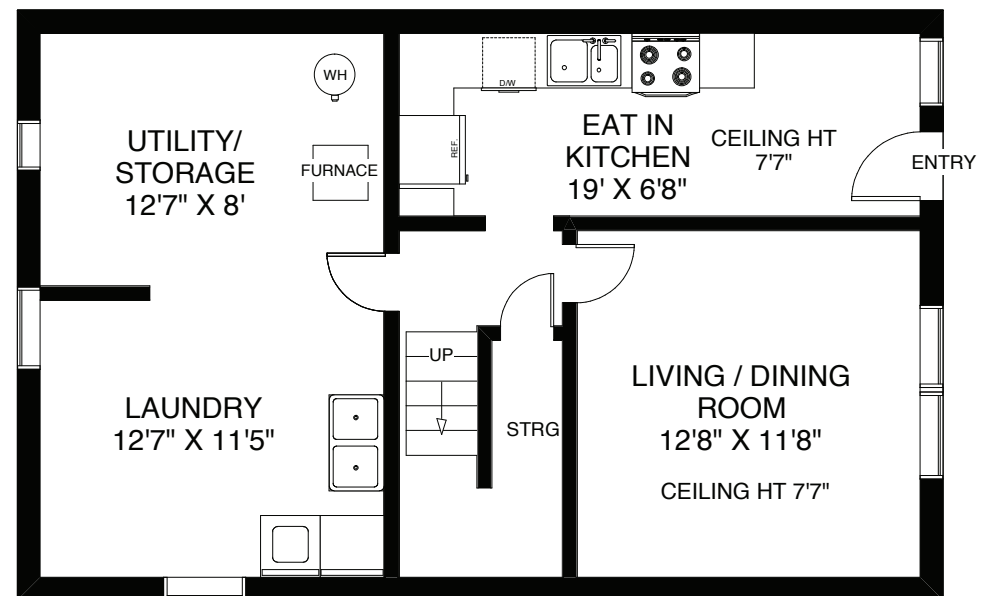 WH
UTILITY/
STORAGE
12'7" X 8'
FURNACE
D/W
REF.
EAT IN
KITCHEN
19' X 6'8"
CEILING HT
7'7"
ENTRY
UP
STRG
LAUNDRY
12'7" X 11'5"
LIVING / DINING
ROOM
12'8" X 11'8"
CEILING HT 7'7"